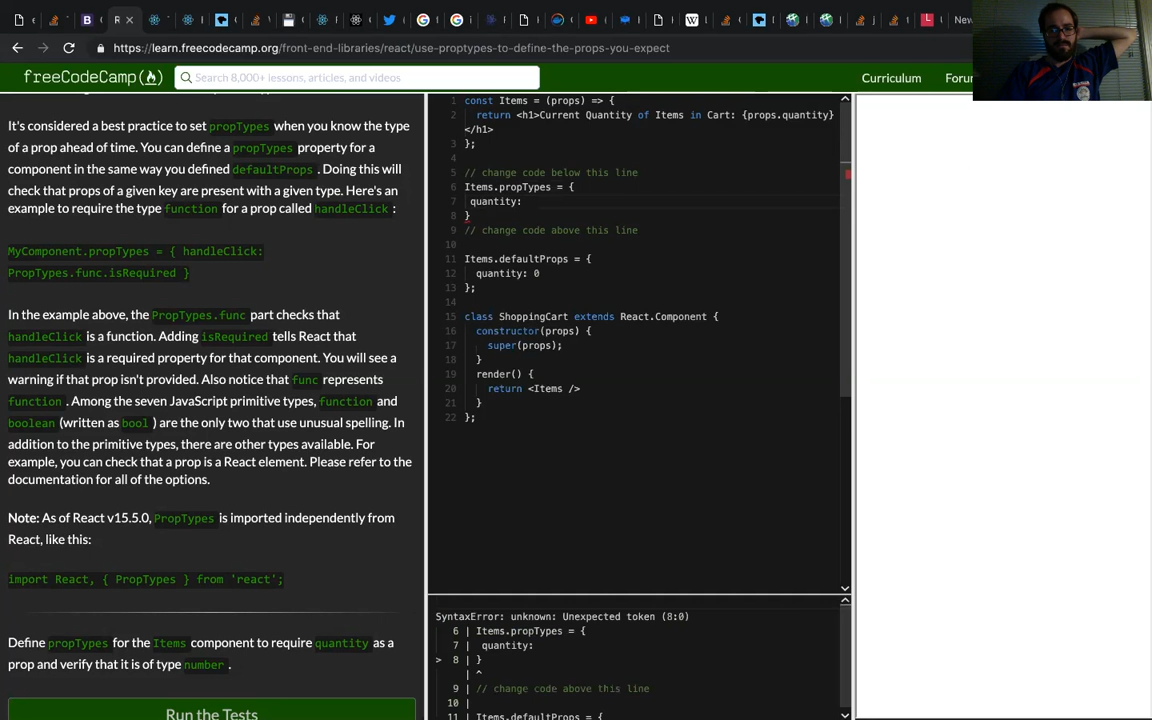 New
https://learn.freecodecamp.org/front-end-libraries/react/use-proptypes-to-define-the-props-you-expect
freeCodeCamp
Search 8,000+ lessons, articles, and videos
Curriculum
Forum
It's considered a best practice to set propTypes when you know the type
of a prop ahead of time. You can define a propTypes property for a
component in the same way you defined defaultProps . Doing this will
check that props of a given key are present with a given type. Here's an
example to require the type function for a prop called handleClick :
MyComponent.propTypes = { handleClick:
PropTypes.func.isRequired }
In the example above, the PropTypes.func part checks that
handleClick is a function. Adding isRequired tells React that
handleClick is a required property for that component. You will see a
warning if that prop isn't provided. Also notice that func represents
function . Among the seven JavaScript primitive types, function and
boolean (written as bool ) are the only two that use unusual spelling. In
addition to the primitive types, there are other types available. For
example, you can check that a prop is a React element. Please refer to the
documentation for all of the options.
Note: As of React v15.5.0, PropTypes is imported independently from
React, like this:
import React, { PropTypes } from 'react';
Define propTypes for the Items component to require quantity as a
prop and verify that it is of type number .
Run the Tests
1 const Items = (props) => {
2 return <h1>Current Quantity of Items in Cart: {props.quantity}
</h1>
3 };
4
5 // change code below this line
6 Items.propTypes = {
7 quantity:
8 }
9 // change code above this line
10
11 Items.defaultProps = {
12 quantity: 0
13 };
14
15 class ShoppingCart extends React.Component {
16 constructor(props) {
17 super(props);
18 }
19 render() {
20 return <Items />
21 }
22 };
SyntaxError: unknown: Unexpected token (8:0)
6 | Items.propTypes = {
7 | quantity:
> 8 | }
| ^
9 | // change code above this line
10 |
11 | Items.defaultProps = {